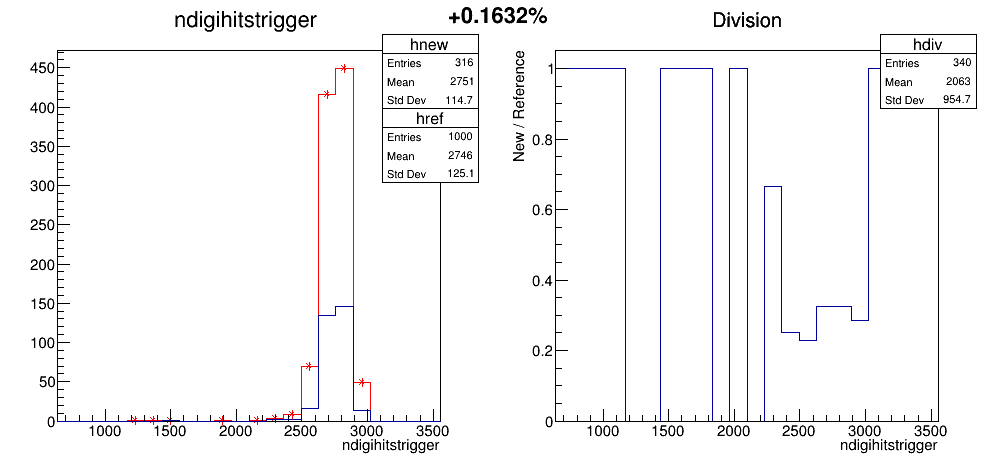 +0.1632%
ndigihitstrigger
hnew
Entries 316
Mean 2751
Std Dev 114.7
href
Entries 1000
Mean 2746
Std Dev 125.1
450
400
350
300
250
200
150
100
50
0
1000 1500 2000 2500 3000 3500
ndigihitstrigger
Division
hdiv
Entries 340
Mean 2063
Std Dev 954.7
New / Reference
1
0.8
0.6
0.4
0.2
0
1000 1500 2000 2500 3000 3500
ndigihitstrigger